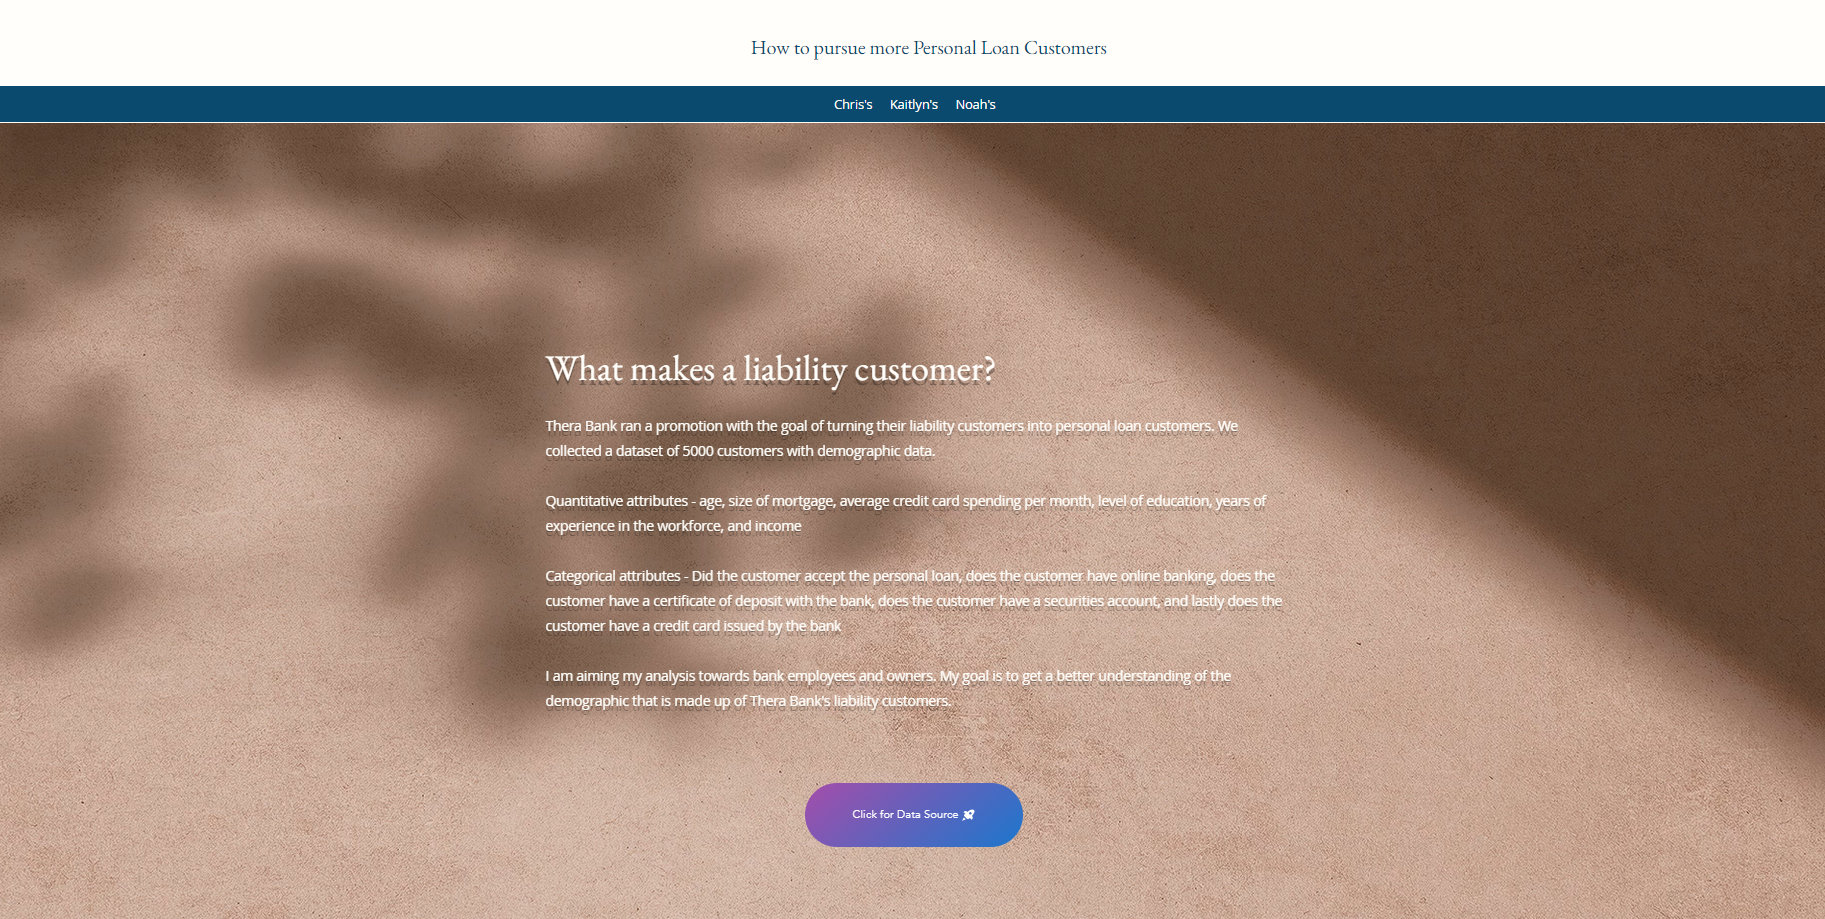 How to pursue more Personal Loan Customers
Chris's Kaitlyn's Noah's
What makes a liability customer?
Thera Bank ran a promotion with the goal of turning their liability customers into personal loan customers. We
collected a dataset of 5000 customers with demographic data.
Quantitative attributes - age, size of mortgage, average credit card spending per month, level of education, years of
experience in the workforce, and income
Categorical attributes - Did the customer accept the personal loan, does the customer have online banking, does the
customer have a certificate of deposit with the bank, does the customer have a securities account, and lastly does the
customer have a credit card issued by the bank
I am aiming my analysis towards bank employees and owners. My goal is to get a better understanding of the
demographic that is made up of Thera Bank's liability customers.
Click for Data Source